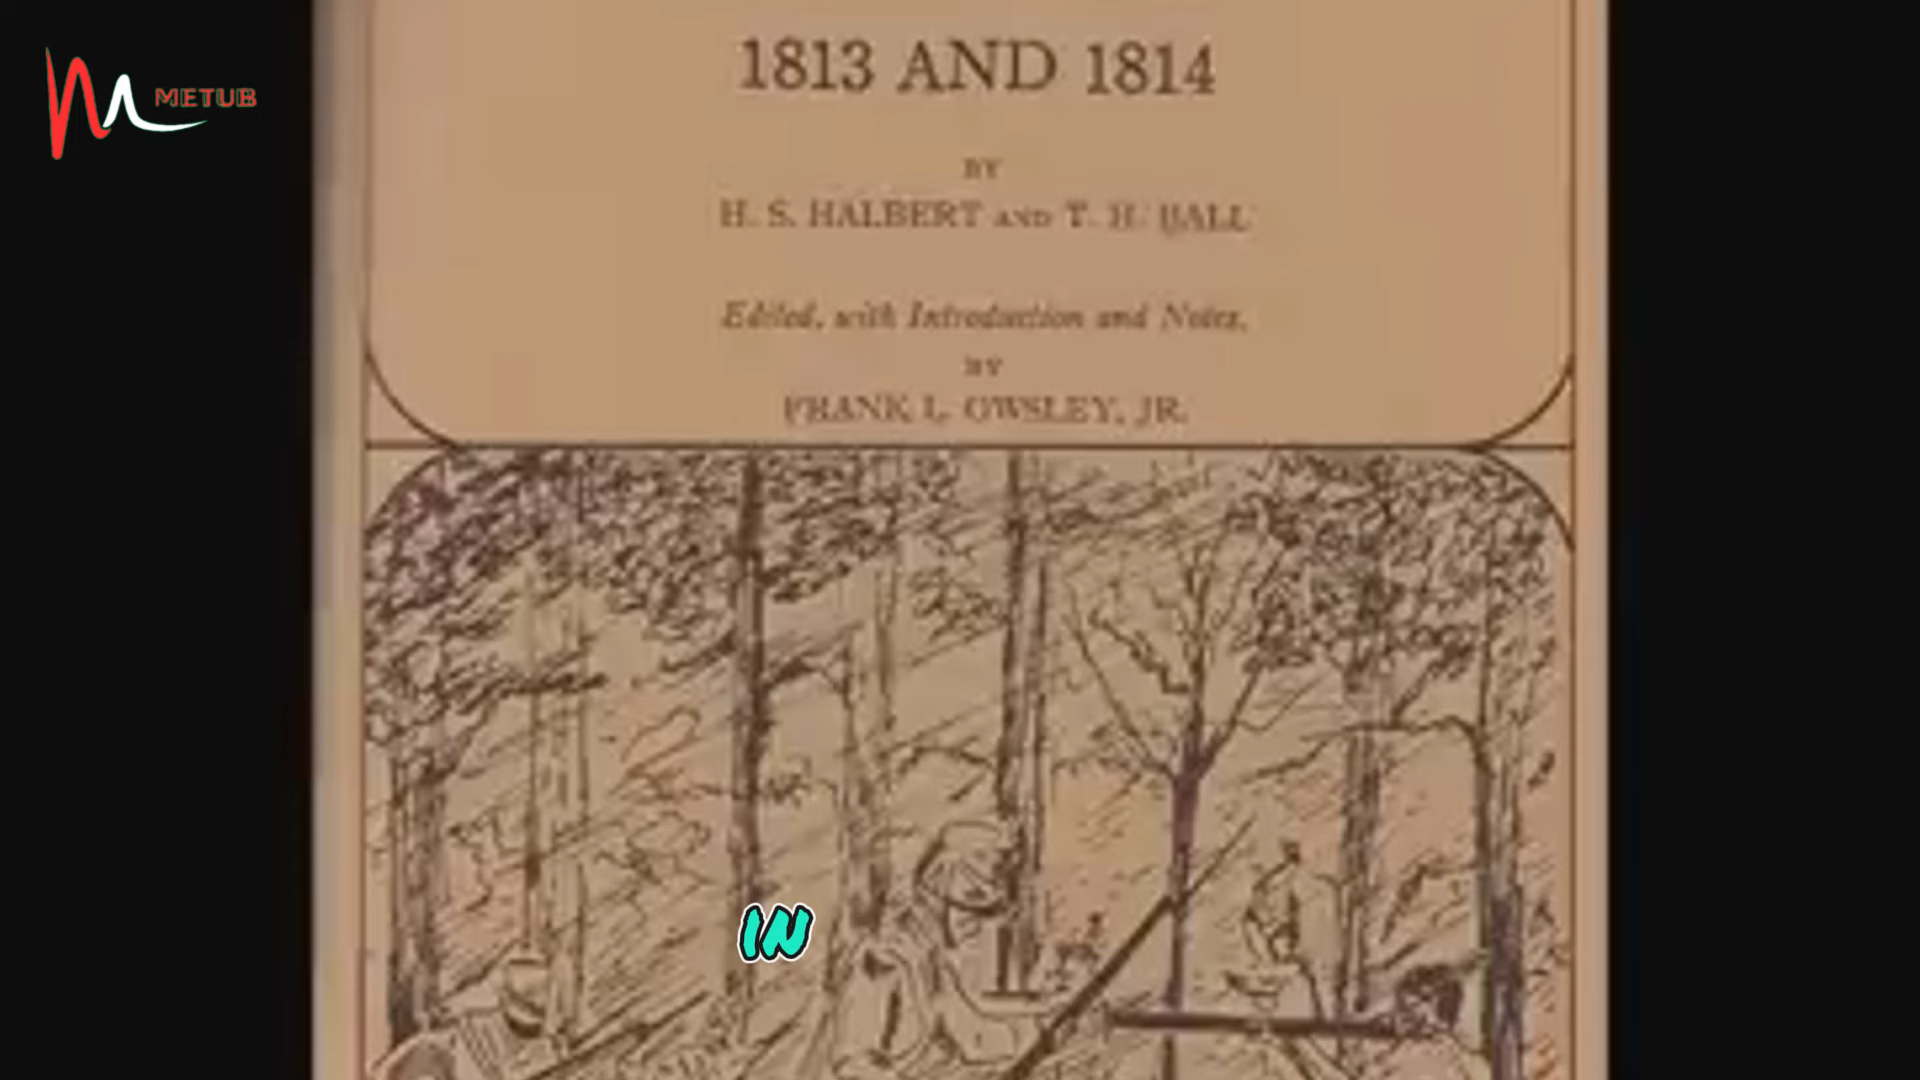 METUB
1813 AND 1814
BY
H. S. HALBERT AND T. H. BALL
Edited, with Introduction and Notes,
BY
FRANK L. OWSLEY, JR.
IN